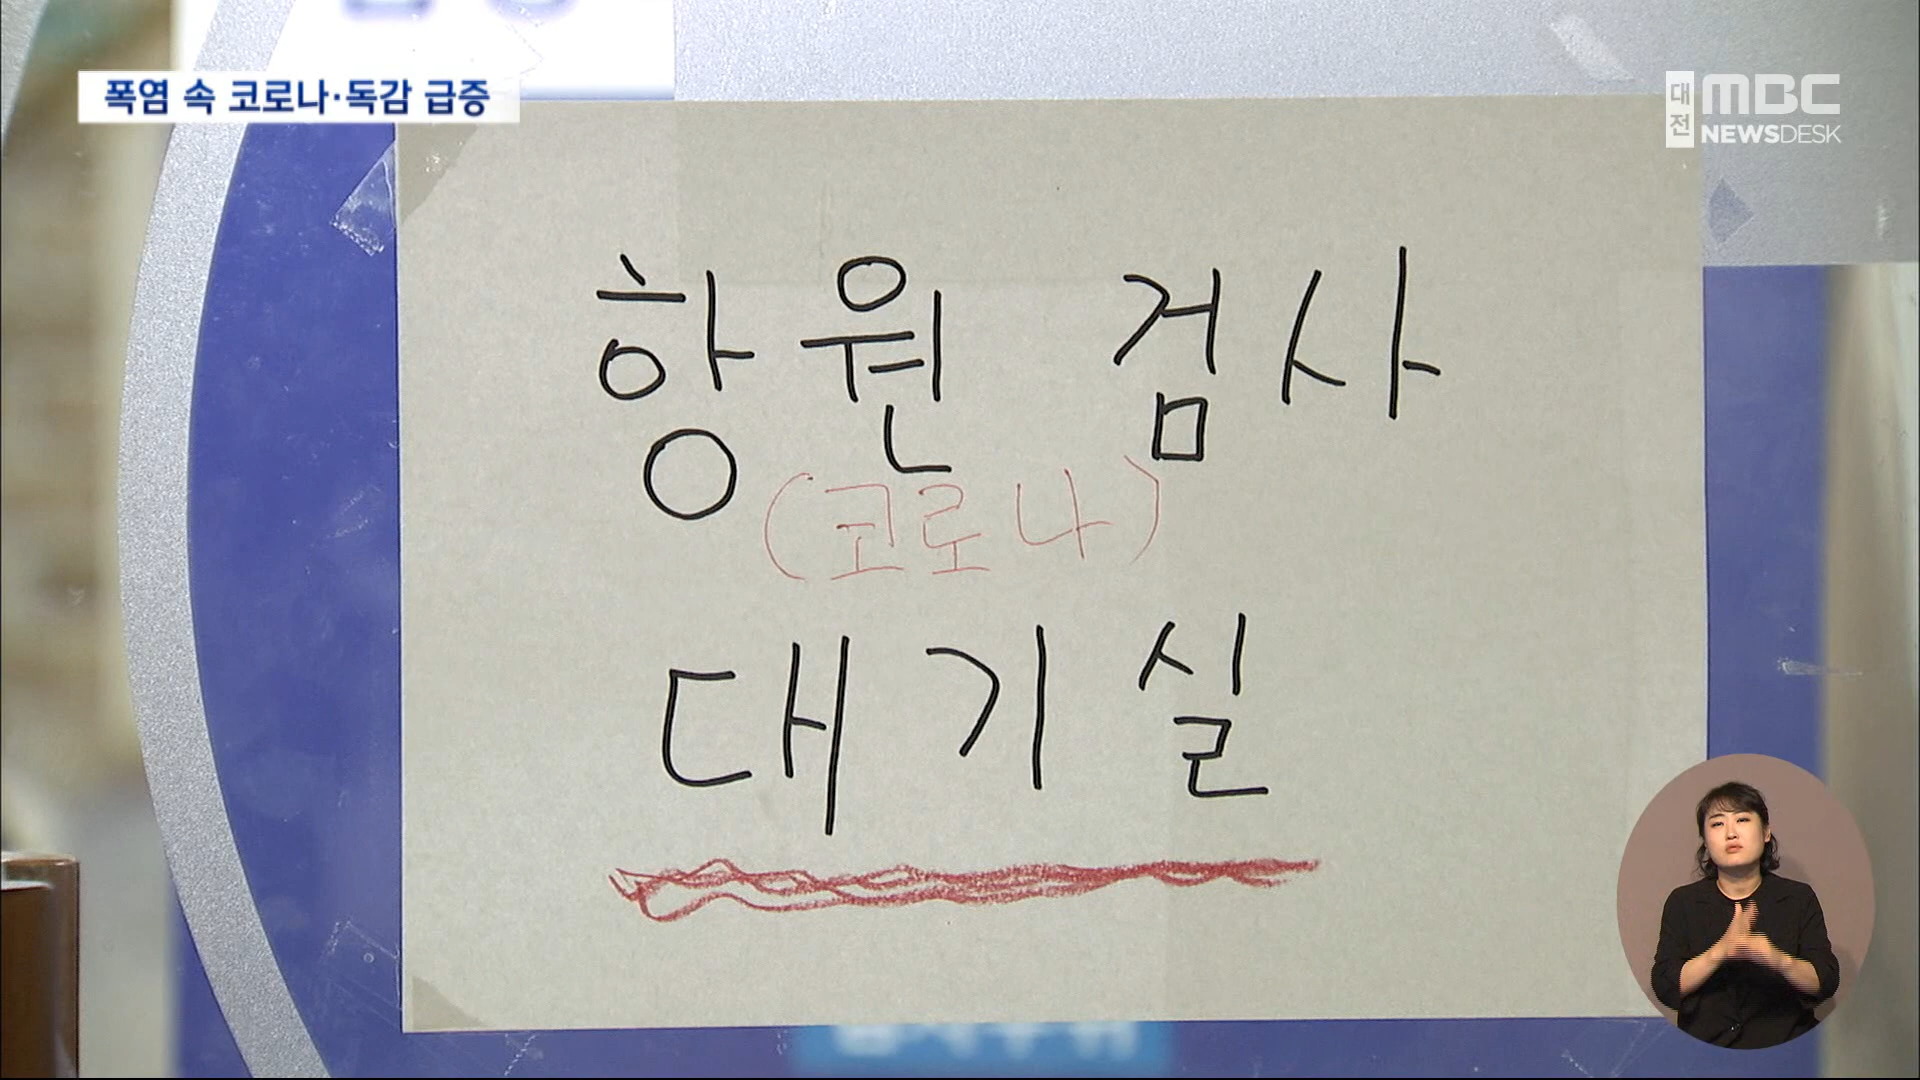 폭염 속 코로나·독감 급증
대전 MBC
NEWSDESK
항원 검사
(코로나)
대기실